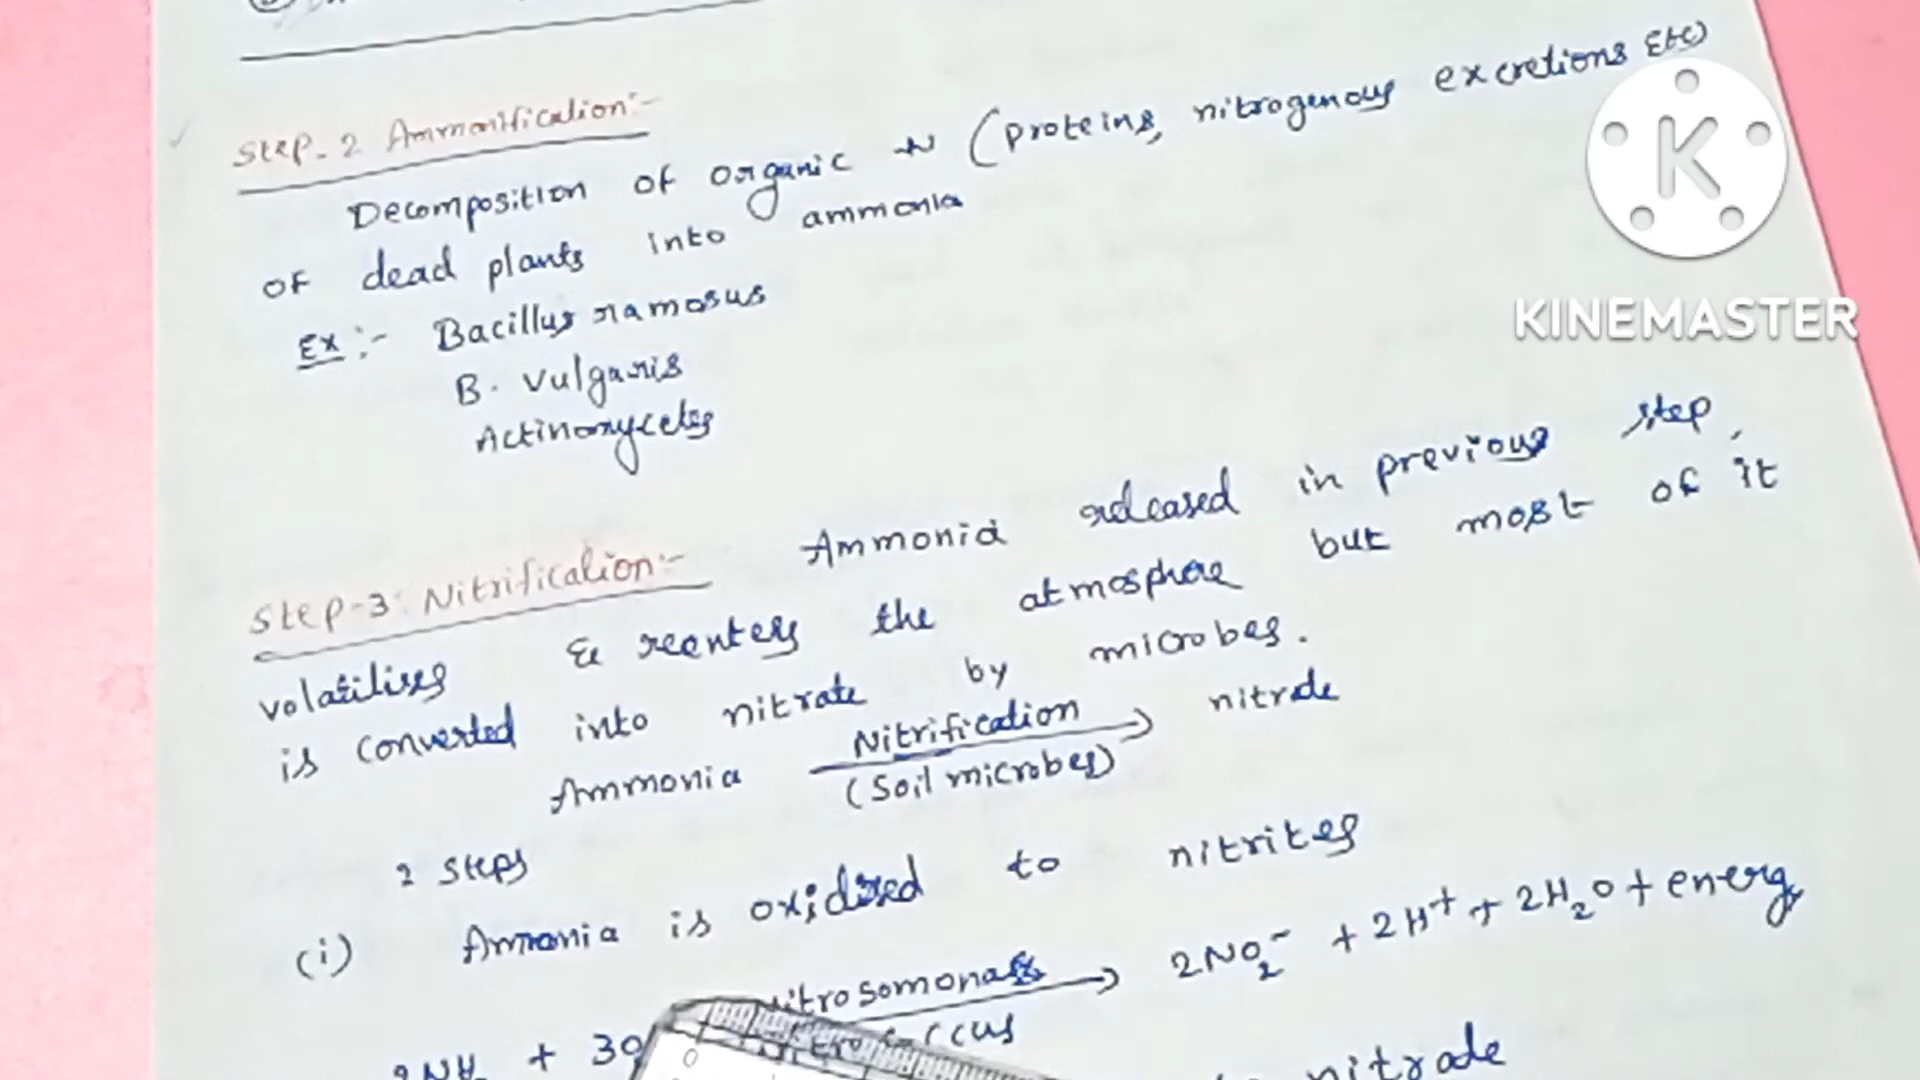 Step-2 Ammonification:-
Decomposition of organic N (proteins, nitrogenous excretions Etc)
of dead plants into ammonia
Ex:- Bacillus ramosus
B. vulgaris
Actinomycetes
KINEMASTER
Step-3: Nitrification:- Ammonia released in previous step,
volatilises & reenters the atmosphere but most of it
is converted into nitrate by microbes.
Ammonia Nitrification nitrate
(Soil microbes)
2 steps
(i) Ammonia is oxidized to nitrites
2NO₂⁻ + 2H⁺ + 2H₂O + energy
+
nitrate